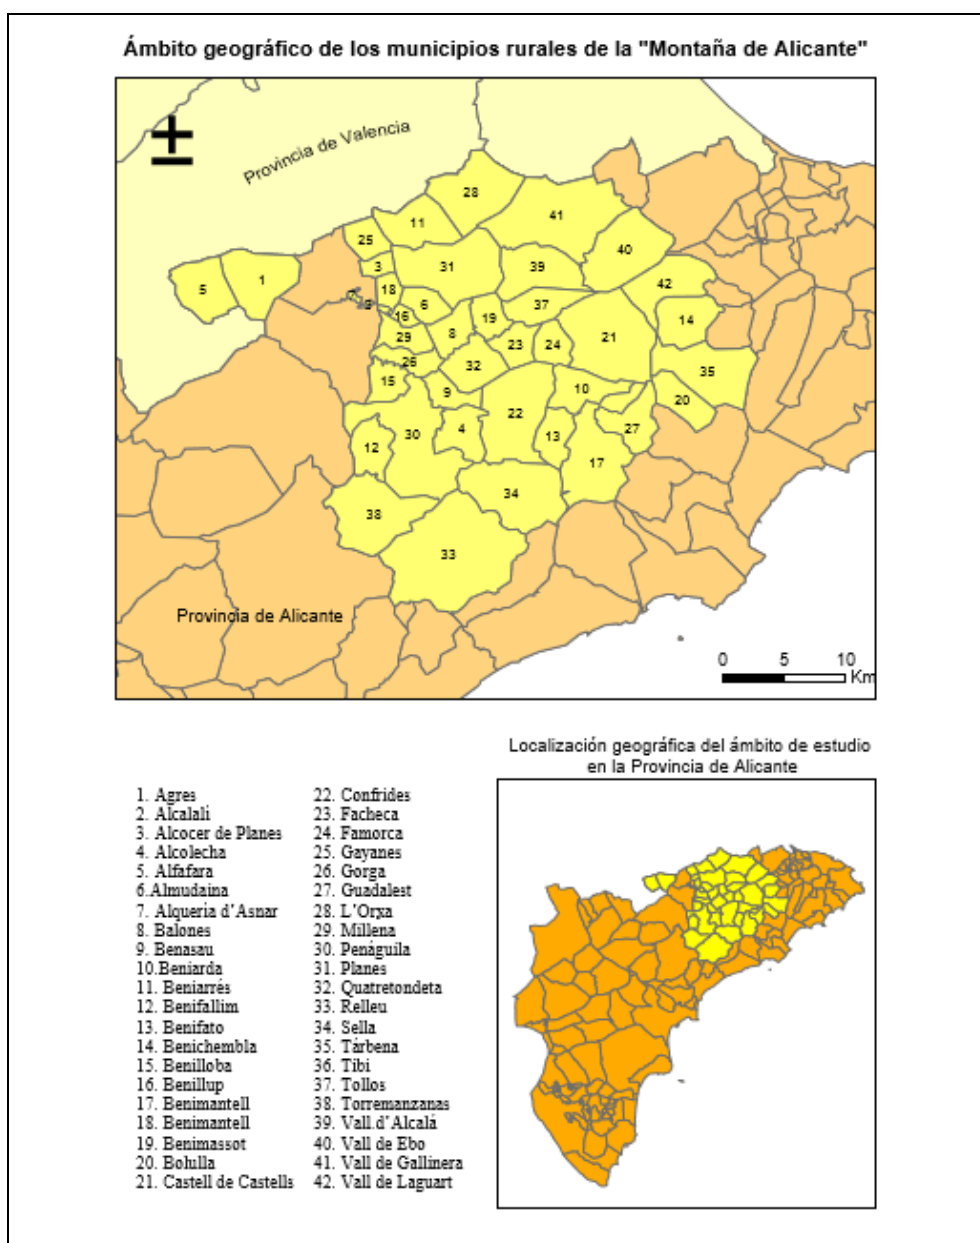 Ámbito geográfico de los municipios rurales de la "Montaña de Alicante"
Provincia de Valencia
28
41
11
25
40
31
39
3
42
5
1
18
6
37
14
16
19
29
8
23
24
21
26
32
35
15
9
10
20
22
30
4
13
27
12
17
34
38
33
Provincia de Alicante
0 5 10
Km
Localización geográfica del ámbito de estudio
en la Provincia de Alicante
1. Agres
2. Alcalalí
3. Alcocer de Planes
4. Alcolecha
5. Alfafara
6.Almudaina
7. Alqueria d'Asnar
8. Balones
9. Benasau
10.Beniarda
11. Beniarrés
12. Benifallim
13. Benifato
14. Benichembla
15. Benilloba
16. Benillup
17. Benimantell
18. Benimantell
19. Benimassot
20. Bolulla
21. Castell de Castells
22. Confrides
23. Facheca
24. Famorca
25. Gayanes
26. Gorga
27. Guadalest
28. L'Orxa
29. Millena
30. Penáguila
31. Planes
32. Quatretondeta
33. Relleu
34. Sella
35. Tárbena
36. Tibi
37. Tollos
38. Torremanzanas
39. Vall d'Alcalá
40. Vall de Ebo
41. Vall de Gallinera
42. Vall de Laguart